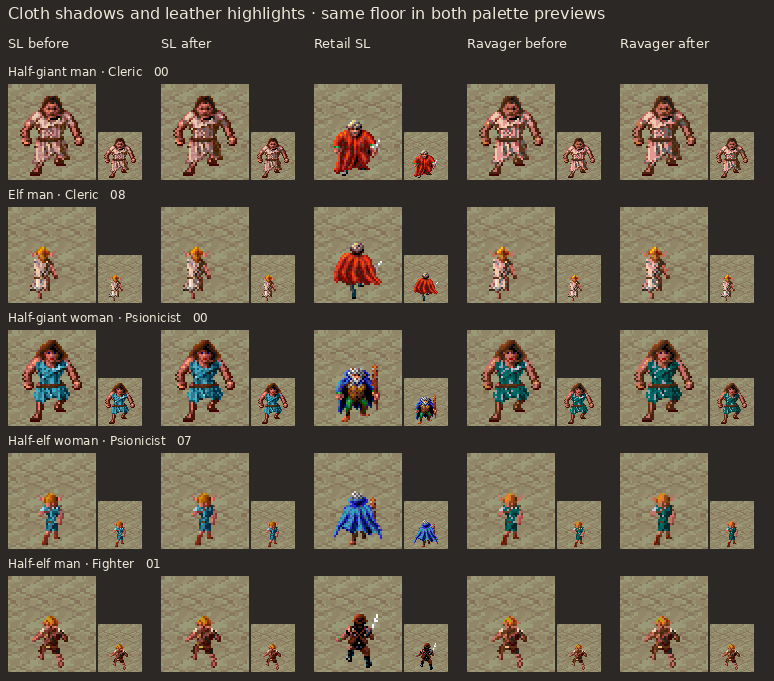 Cloth shadows and leather highlights · same floor in both palette previews
SL before SL after Retail SL Ravager before Ravager after
Half-giant man · Cleric 00
Elf man · Cleric 08
Half-giant woman · Psionicist 00
Half-elf woman · Psionicist 07
Half-elf man · Fighter 01